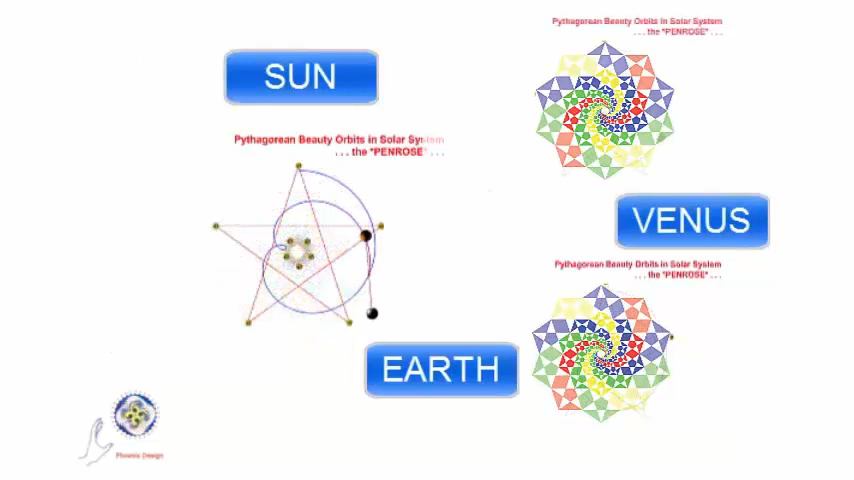 Pythagorean Beauty Orbits in Solar System
. . . the "PENROSE" . . .
SUN
Pythagorean Beauty Orbits in Solar System
. . . the "PENROSE" . . .
VENUS
Pythagorean Beauty Orbits in Solar System
. . . the "PENROSE" . . .
EARTH
Phoenix Design